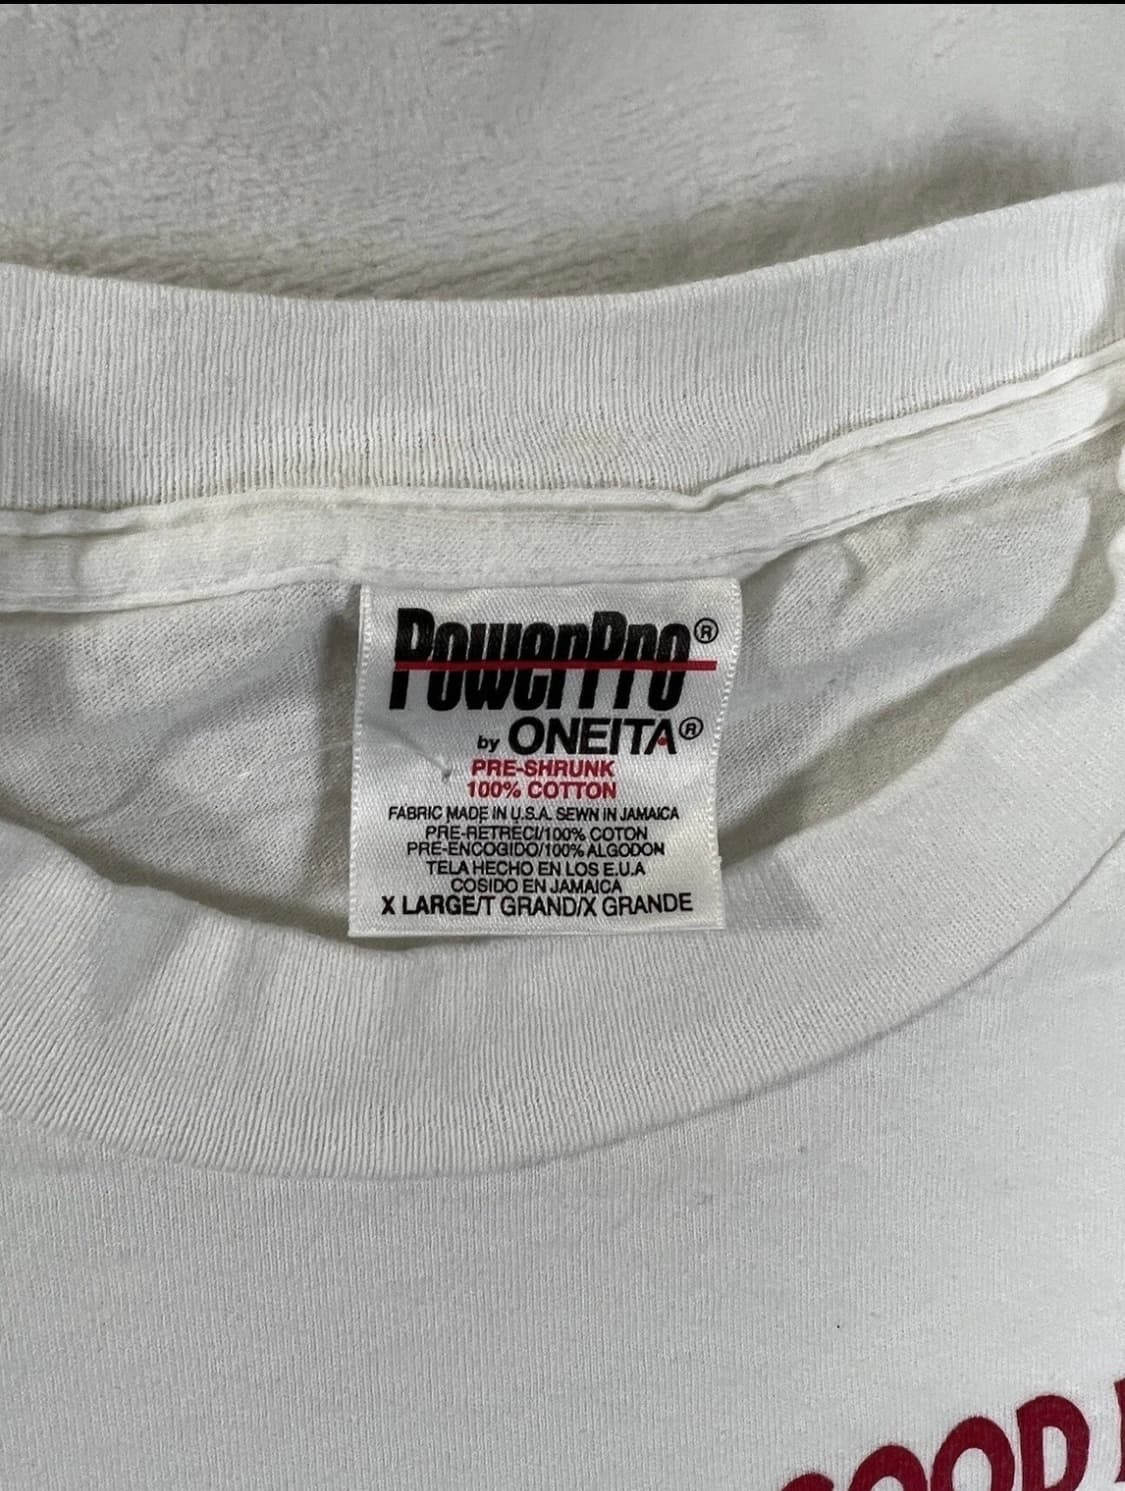 PowerPro®
by ONEITA®
PRE-SHRUNK
100% COTTON
FABRIC MADE IN U.S.A. SEWN IN JAMAICA
PRE-RETRECI/100% COTON
PRE-ENCOGIDO/100% ALGODON
TELA HECHO EN LOS E.U.A
COSIDO EN JAMAICA
X LARGE/T GRAND/X GRANDE
OOD